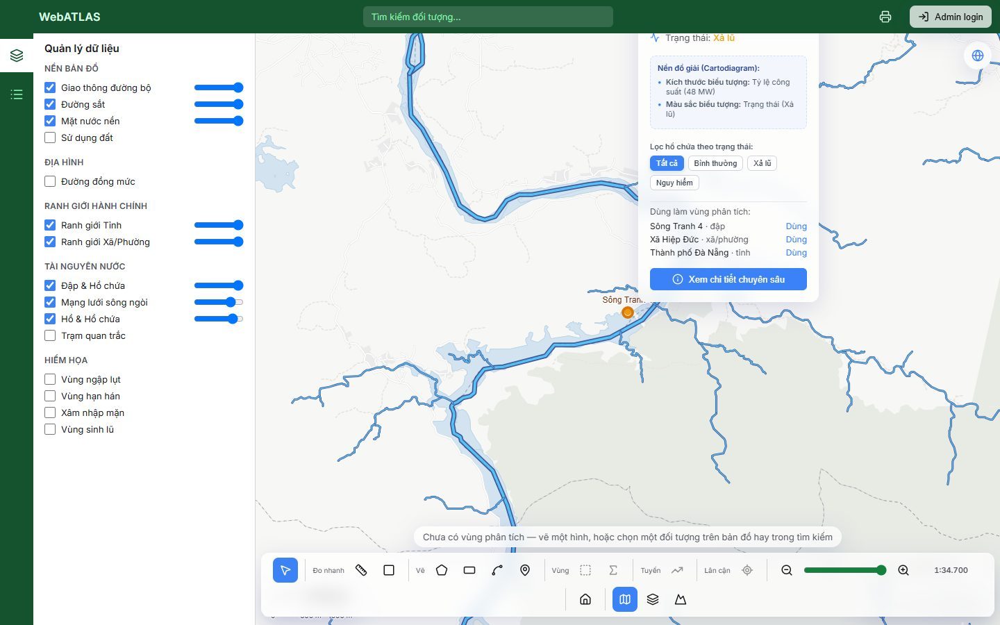 WebATLAS
Tìm kiếm đối tượng...
Admin login
Quản lý dữ liệu
NỀN BẢN ĐỒ
Giao thông đường bộ
Đường sắt
Mặt nước nền
Sử dụng đất
ĐỊA HÌNH
Đường đồng mức
RANH GIỚI HÀNH CHÍNH
Ranh giới Tỉnh
Ranh giới Xã/Phường
TÀI NGUYÊN NƯỚC
Đập & Hồ chứa
Mạng lưới sông ngòi
Hồ & Hồ chứa
Trạm quan trắc
HIỂM HỌA
Vùng ngập lụt
Vùng hạn hán
Xâm nhập mặn
Vùng sinh lũ
Trạng thái: Xả lũ
Nền đồ giải (Cartodiagram):
• Kích thước biểu tượng: Tỷ lệ công
suất (48 MW)
• Màu sắc biểu tượng: Trạng thái (Xả
lũ)
Lọc hồ chứa theo trạng thái:
Tất cả
Bình thường
Xả lũ
Nguy hiểm
Dùng làm vùng phân tích:
Sông Tranh 4 · đập Dùng
Xã Hiệp Đức · xã/phường Dùng
Thành phố Đà Nẵng · tỉnh Dùng
Xem chi tiết chuyên sâu
Sông
Chưa có vùng phân tích — vẽ một hình, hoặc chọn một đối tượng trên bản đồ hay trong tìm kiếm
Đo nhanh
Vẽ
Vùng
Tuyến
Lân cận
1:34.700